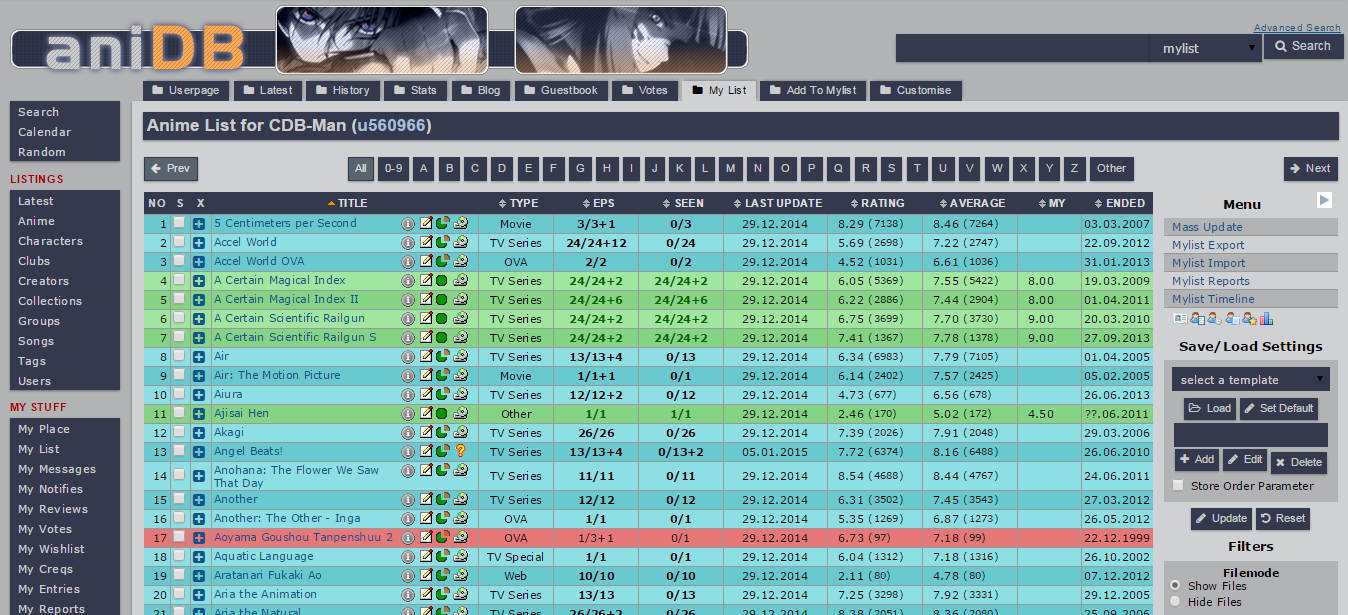 aniDB
Advanced Search
mylist
Search
Userpage Latest History Stats Blog Guestbook Votes My List Add To Mylist Customise
Search
Calendar
Random
LISTINGS
Latest
Anime
Characters
Clubs
Creators
Collections
Groups
Songs
Tags
Users
MY STUFF
My Place
My List
My Messages
My Notifies
My Reviews
My Votes
My Wishlist
My Creqs
My Entries
My Reports
Anime List for CDB-Man (u560966)
Prev All 0-9 A B C D E F G H I J K L M N O P Q R S T U V W X Y Z Other Next
NO S X TITLE TYPE EPS SEEN LAST UPDATE RATING AVERAGE MY ENDED
1 5 Centimeters per Second Movie 3/3+1 0/3 29.12.2014 8.29 (7138) 8.46 (7264) 03.03.2007
2 Accel World TV Series 24/24+12 0/24 29.12.2014 5.69 (2698) 7.22 (2747) 22.09.2012
3 Accel World OVA OVA 2/2 0/2 29.12.2014 4.52 (1031) 6.61 (1036) 31.01.2013
4 A Certain Magical Index TV Series 24/24+2 24/24+2 29.12.2014 6.05 (5369) 7.55 (5422) 8.00 19.03.2009
5 A Certain Magical Index II TV Series 24/24+6 24/24+6 29.12.2014 6.22 (2886) 7.44 (2904) 8.00 01.04.2011
6 A Certain Scientific Railgun TV Series 24/24+2 24/24+2 29.12.2014 6.75 (3699) 7.70 (3730) 9.00 20.03.2010
7 A Certain Scientific Railgun S TV Series 24/24+2 24/24+2 29.12.2014 7.41 (1367) 7.78 (1378) 9.00 27.09.2013
8 Air TV Series 13/13+4 0/13 29.12.2014 6.34 (6983) 7.79 (7105) 01.04.2005
9 Air: The Motion Picture Movie 1/1+1 0/1 29.12.2014 6.14 (2402) 7.57 (2425) 05.02.2005
10 Aiura TV Series 12/12+2 0/12 29.12.2014 4.73 (677) 6.56 (678) 26.06.2013
11 Ajisai Hen Other 1/1 1/1 29.12.2014 2.46 (170) 5.02 (172) 4.50 ??.06.2011
12 Akagi TV Series 26/26 0/26 29.12.2014 7.39 (2026) 7.91 (2048) 29.03.2006
13 Angel Beats! TV Series 13/13+4 0/13+2 05.01.2015 7.72 (6374) 8.16 (6488) 26.06.2010
14 Anohana: The Flower We Saw That Day TV Series 11/11 0/11 29.12.2014 8.54 (4688) 8.44 (4767) 24.06.2011
15 Another TV Series 12/12 0/12 29.12.2014 6.31 (3502) 7.45 (3543) 27.03.2012
16 Another: The Other - Inga OVA 1/1 0/1 29.12.2014 5.35 (1269) 6.87 (1273) 26.05.2012
17 Aoyama Goushou Tanpenshuu 2 OVA 1/3+1 0/1 29.12.2014 6.73 (97) 7.18 (99) 22.12.1999
18 Aquatic Language TV Special 1/1 0/1 29.12.2014 6.04 (1312) 7.18 (1316) 26.10.2002
19 Aratanari Fukaki Ao Web 10/10 0/10 29.12.2014 2.11 (80) 4.78 (80) 07.12.2012
20 Aria the Animation TV Series 13/13 0/13 29.12.2014 7.25 (3298) 7.92 (3331) 29.12.2005
21 Aria the Natural TV Series 26/26+2 0/26 29.12.2014 8.38 (2051) 8.36 (2080) 25.09.2006
Menu
Mass Update
Mylist Export
Mylist Import
Mylist Reports
Mylist Timeline
Save/Load Settings
select a template
Load Set Default
Add Edit Delete
Store Order Parameter
Update Reset
Filters
Filemode
Show Files
Hide Files